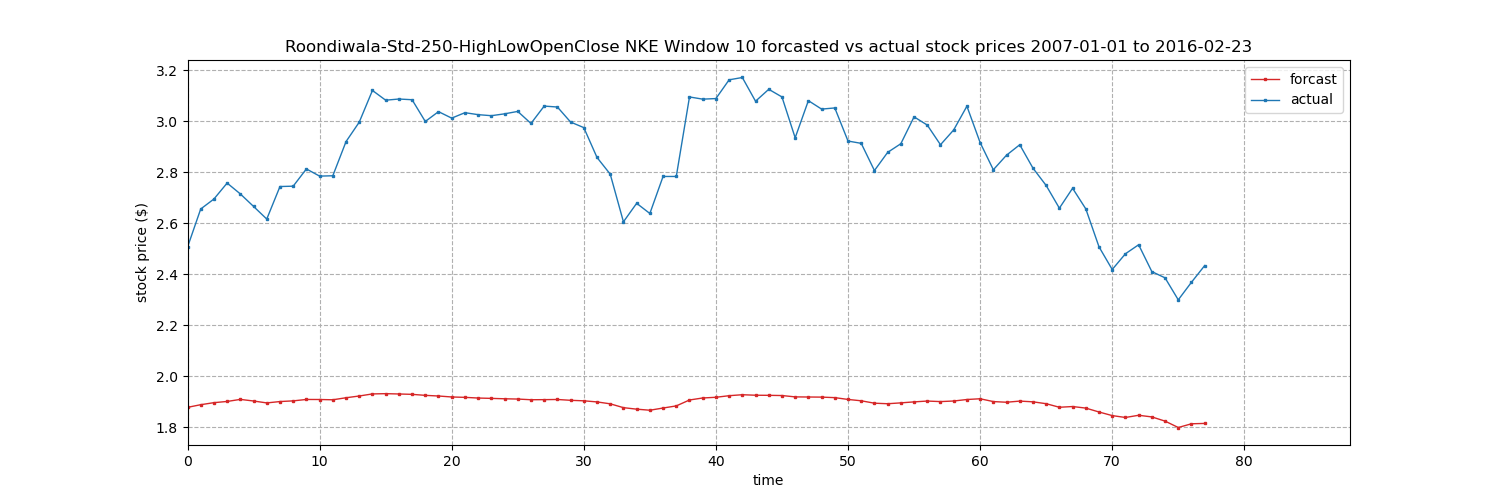 Roondiwala-Std-250-HighLowOpenClose NKE Window 10 forcasted vs actual stock prices 2007-01-01 to 2016-02-23
forcast
actual
3.2
3.0
2.8
2.6
2.4
2.2
2.0
1.8
stock price ($)
0 10 20 30 40 50 60 70 80
time